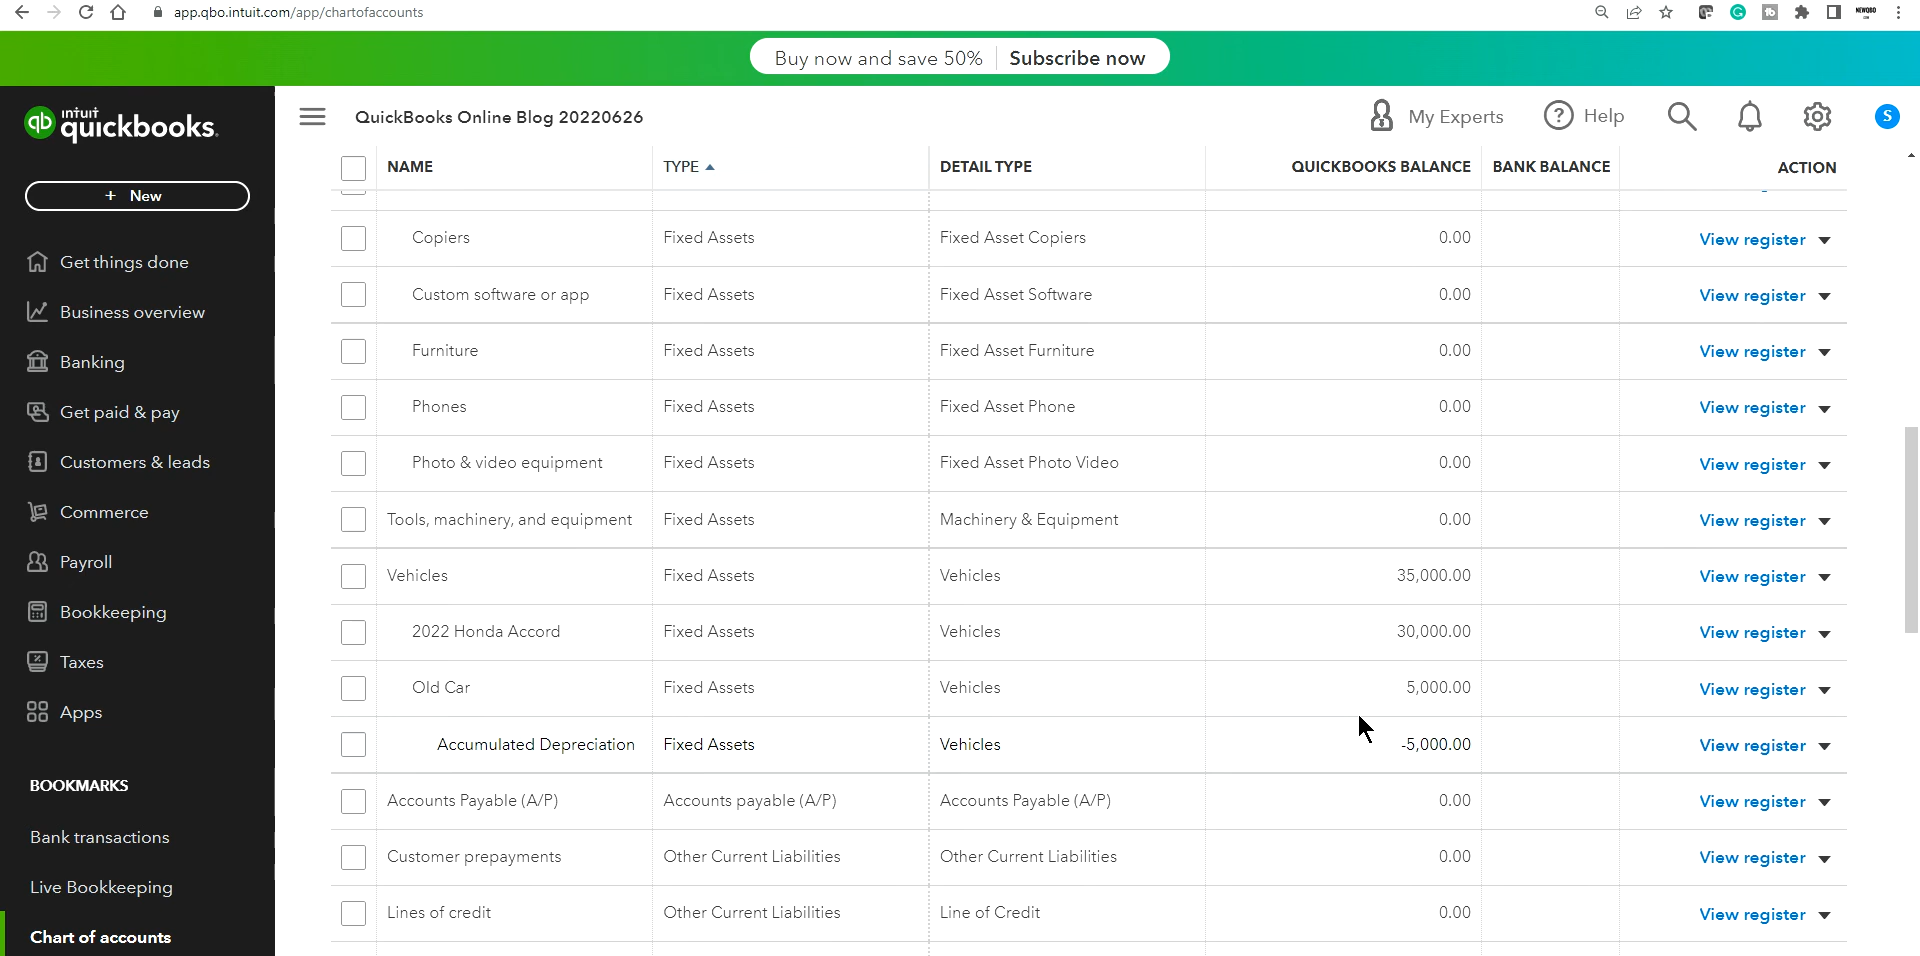 app.qbo.intuit.com/app/chartofaccounts
NEWQBO
Buy now and save 50% Subscribe now
qb intuit quickbooks.
QuickBooks Online Blog 20220626
My Experts
? Help
S
+ New
Get things done
Business overview
Banking
Get paid & pay
Customers & leads
Commerce
Payroll
Bookkeeping
Taxes
Apps
BOOKMARKS
Bank transactions
Live Bookkeeping
Chart of accounts
NAME TYPE DETAIL TYPE QUICKBOOKS BALANCE BANK BALANCE ACTION
Copiers Fixed Assets Fixed Asset Copiers 0.00 View register
Custom software or app Fixed Assets Fixed Asset Software 0.00 View register
Furniture Fixed Assets Fixed Asset Furniture 0.00 View register
Phones Fixed Assets Fixed Asset Phone 0.00 View register
Photo & video equipment Fixed Assets Fixed Asset Photo Video 0.00 View register
Tools, machinery, and equipment Fixed Assets Machinery & Equipment 0.00 View register
Vehicles Fixed Assets Vehicles 35,000.00 View register
2022 Honda Accord Fixed Assets Vehicles 30,000.00 View register
Old Car Fixed Assets Vehicles 5,000.00 View register
Accumulated Depreciation Fixed Assets Vehicles -5,000.00 View register
Accounts Payable (A/P) Accounts payable (A/P) Accounts Payable (A/P) 0.00 View register
Customer prepayments Other Current Liabilities Other Current Liabilities 0.00 View register
Lines of credit Other Current Liabilities Line of Credit 0.00 View register